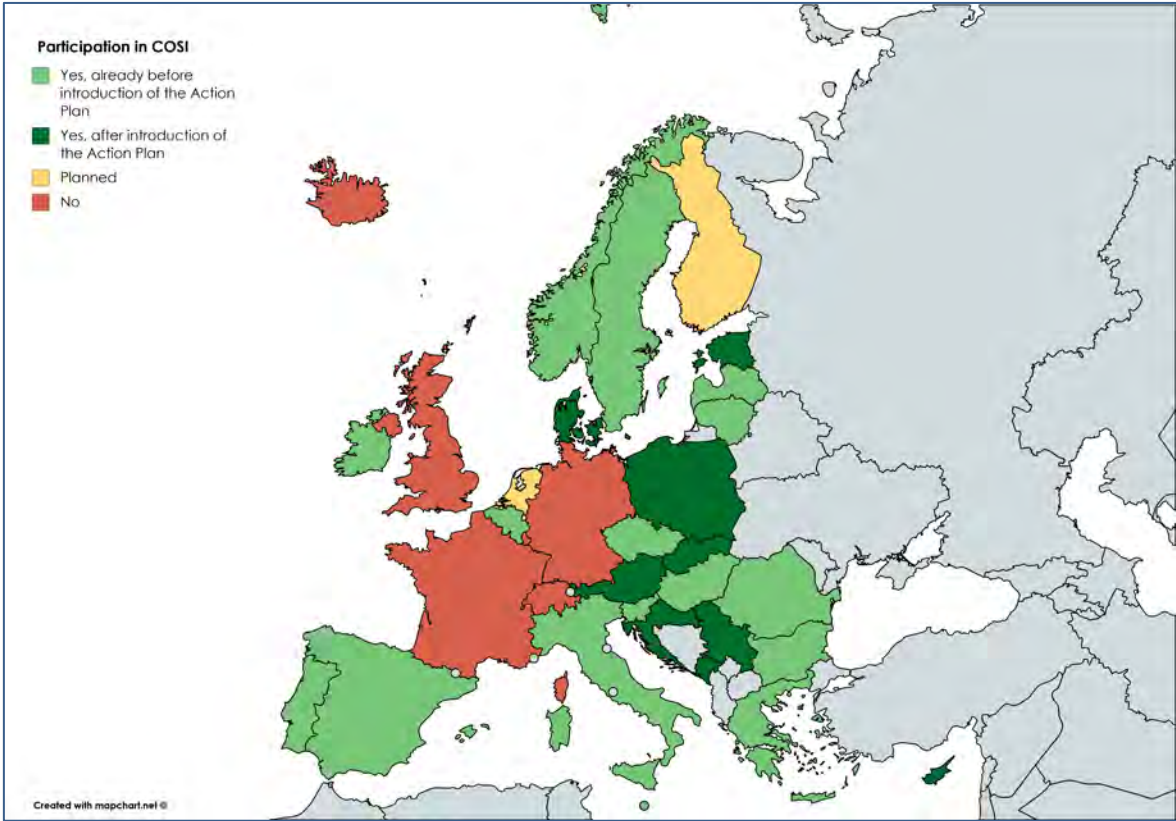 Participation in COSI
Yes, already before
introduction of the Action
Plan
Yes, after introduction of
the Action Plan
Planned
No
Created with mapchart.net ©